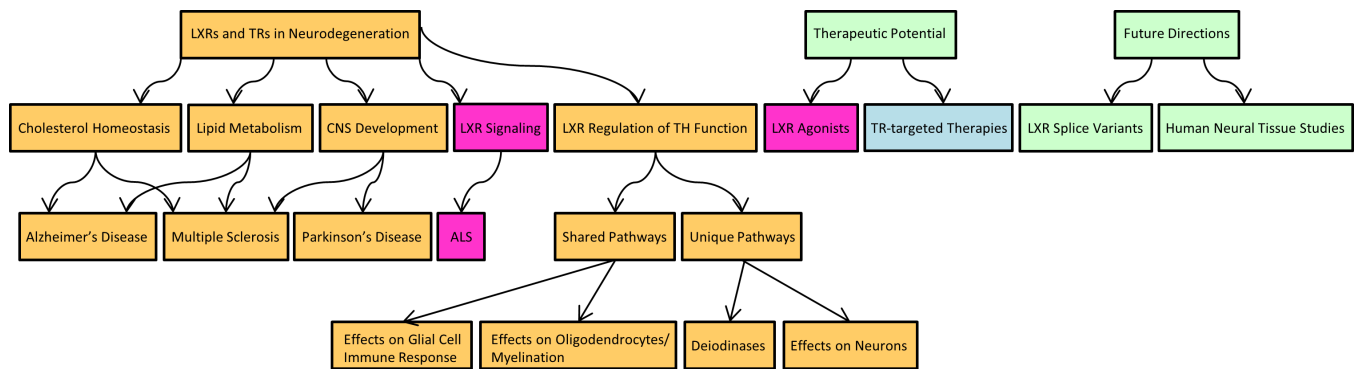 LXRs and TRs in Neurodegeneration
Therapeutic Potential
Future Directions
Cholesterol Homeostasis
Lipid Metabolism
CNS Development
LXR Signaling
LXR Regulation of TH Function
LXR Agonists
TR-targeted Therapies
LXR Splice Variants
Human Neural Tissue Studies
Alzheimer’s Disease
Multiple Sclerosis
Parkinson’s Disease
ALS
Shared Pathways
Unique Pathways
Effects on Glial Cell
Immune Response
Effects on Oligodendrocytes/
Myelination
Deiodinases
Effects on Neurons